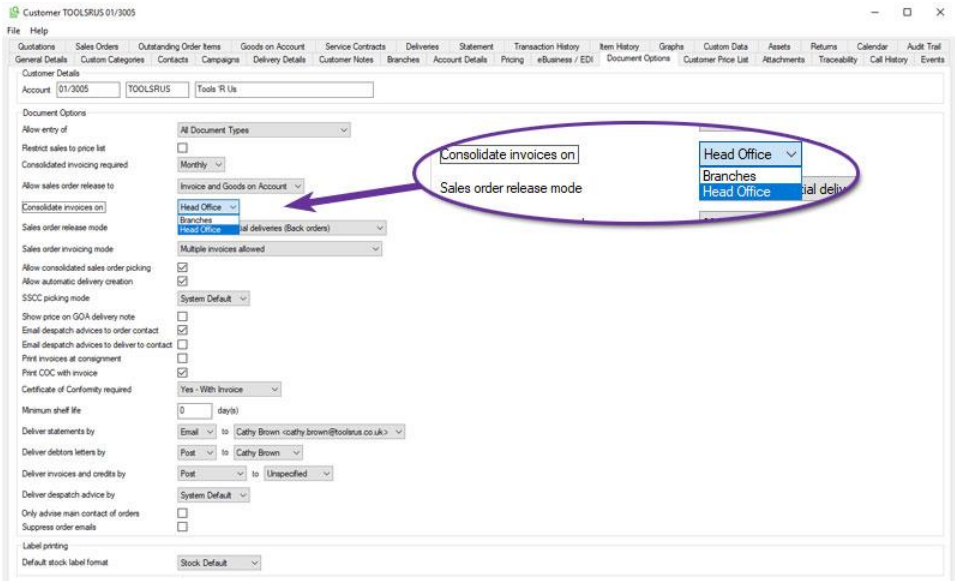 Customer TOOLSRUS 01/3005
File Help
Quotations Sales Orders Outstanding Order Items Goods on Account Service Contracts Deliveries Statement Transaction History Item History Graphs Custom Data Assets Returns Calendar Audit Trail
General Details Custom Categories Contacts Campaigns Delivery Details Customer Notes Branches Account Details Pricing eBusiness / EDI Document Options Customer Price List Attachments Traceability Call History Events
Customer Details
Account 01/3005 TOOLSRUS Tools 'R Us
Document Options
Allow entry of All Document Types
Restrict sales to price list
Consolidated invoicing required Monthly
Allow sales order release to Invoice and Goods on Account
Consolidate invoices on Head Office
Branches
Head Office
Sales order release mode ial deliveries (Back orders)
Sales order invoicing mode Multiple invoices allowed
Allow consolidated sales order picking
Allow automatic delivery creation
SSCC picking mode System Default
Show price on GOA delivery note
Email despatch advices to order contact
Email despatch advices to deliver to contact
Print invoices at consignment
Print COC with invoice
Certificate of Conformity required Yes - With Invoice
Minimum shelf life 0 day(s)
Deliver statements by Email to Cathy Brown <cathy.brown@toolsrus.co.uk>
Deliver debtors letters by Post to Cathy Brown
Deliver invoices and credits by Post to Unspecified
Deliver despatch advice by System Default
Only advise main contact of orders
Suppress order emails
Label printing
Default stock label format Stock Default
Consolidate invoices on Head Office
Branches
Sales order release mode Head Office ial deliv